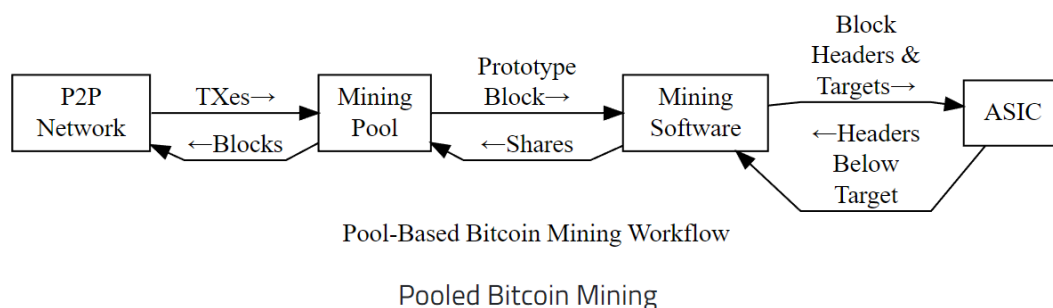 P2P
Network
TXes→
←Blocks
Mining
Pool
Prototype
Block→
←Shares
Mining
Software
Block
Headers &
Targets→
←Headers
Below
Target
ASIC
Pool-Based Bitcoin Mining Workflow
Pooled Bitcoin Mining